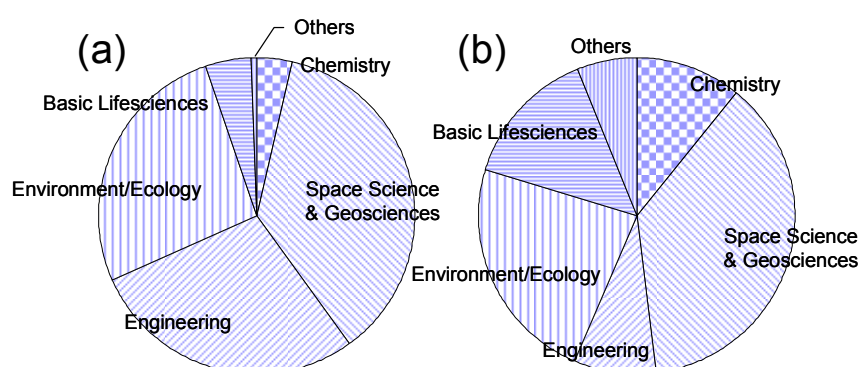 (a)
Others
Chemistry
Basic Lifesciences
Environment/Ecology
Space Science
& Geosciences
Engineering
(b)
Others
Chemistry
Basic Lifesciences
Space Science
& Geosciences
Environment/Ecology
Engineering